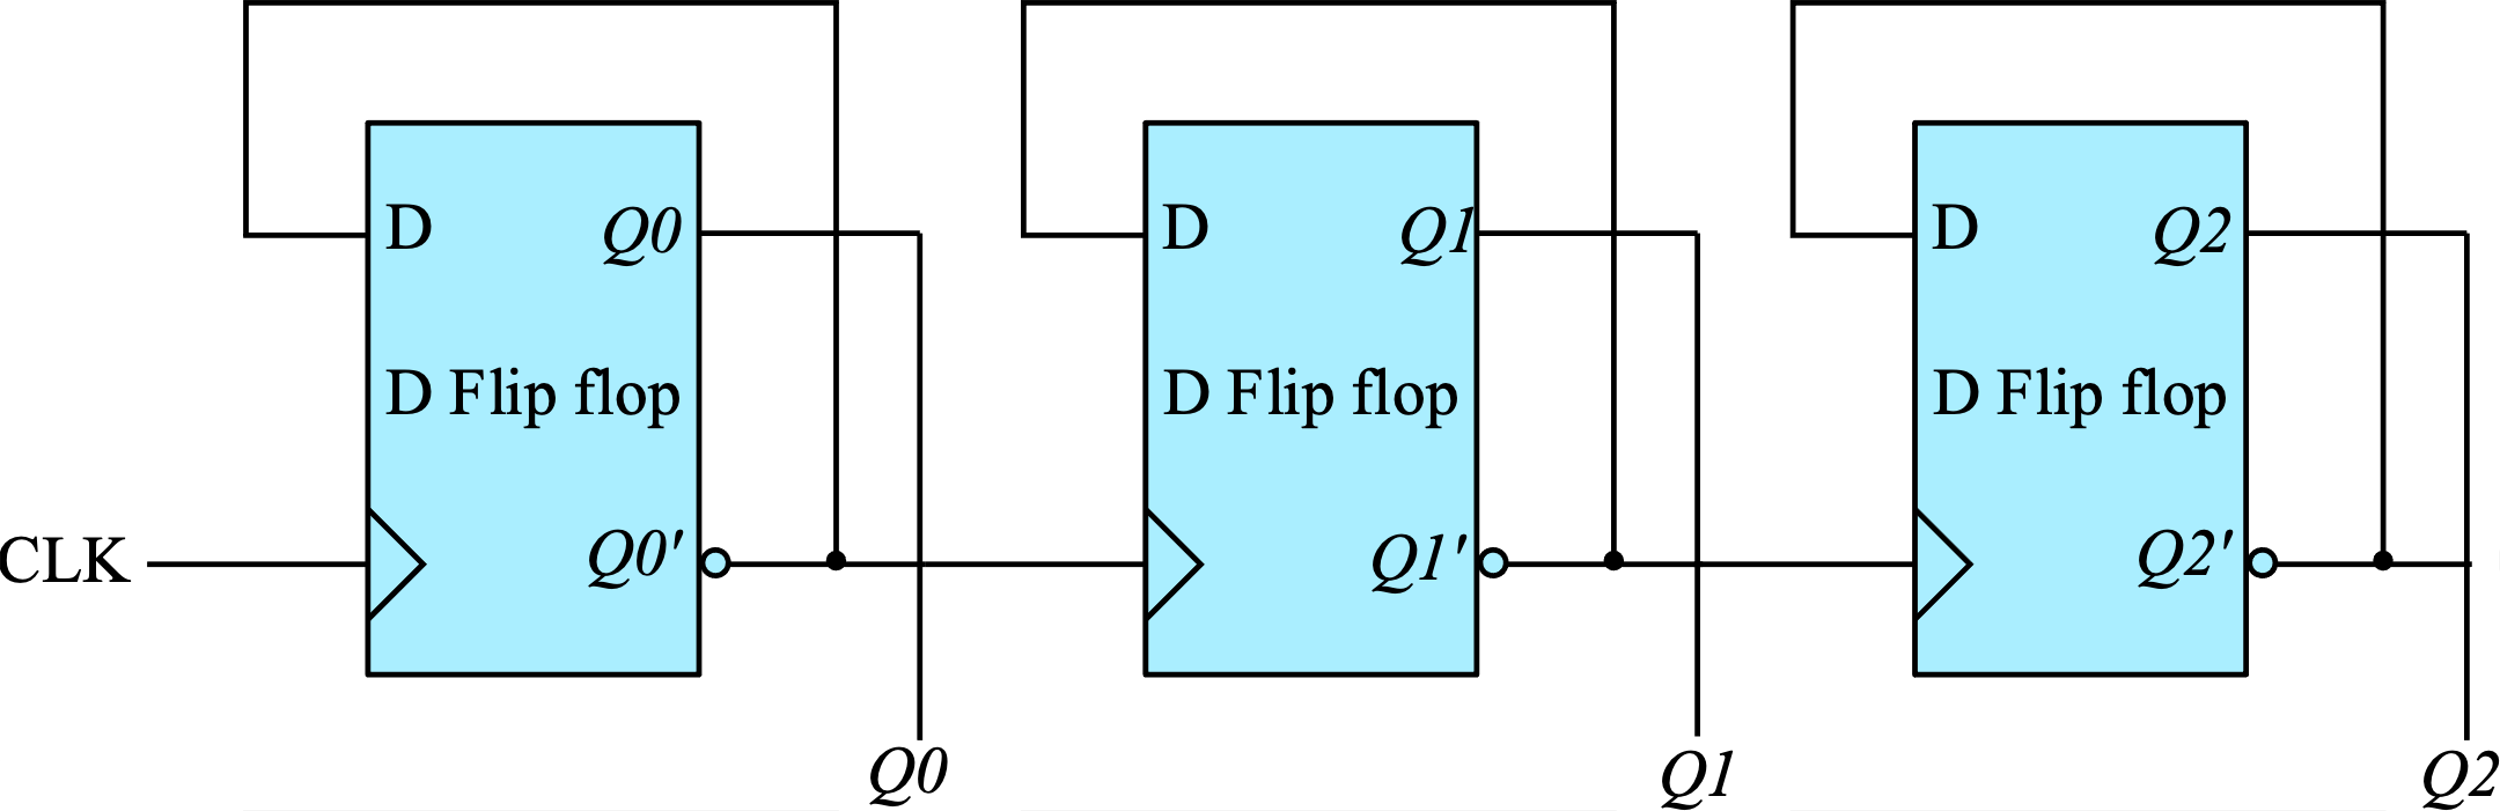 D Q0
D Flip flop
Q0'
D Q1
D Flip flop
Q1'
D Q2
D Flip flop
Q2'
CLK
Q0
Q1
Q2